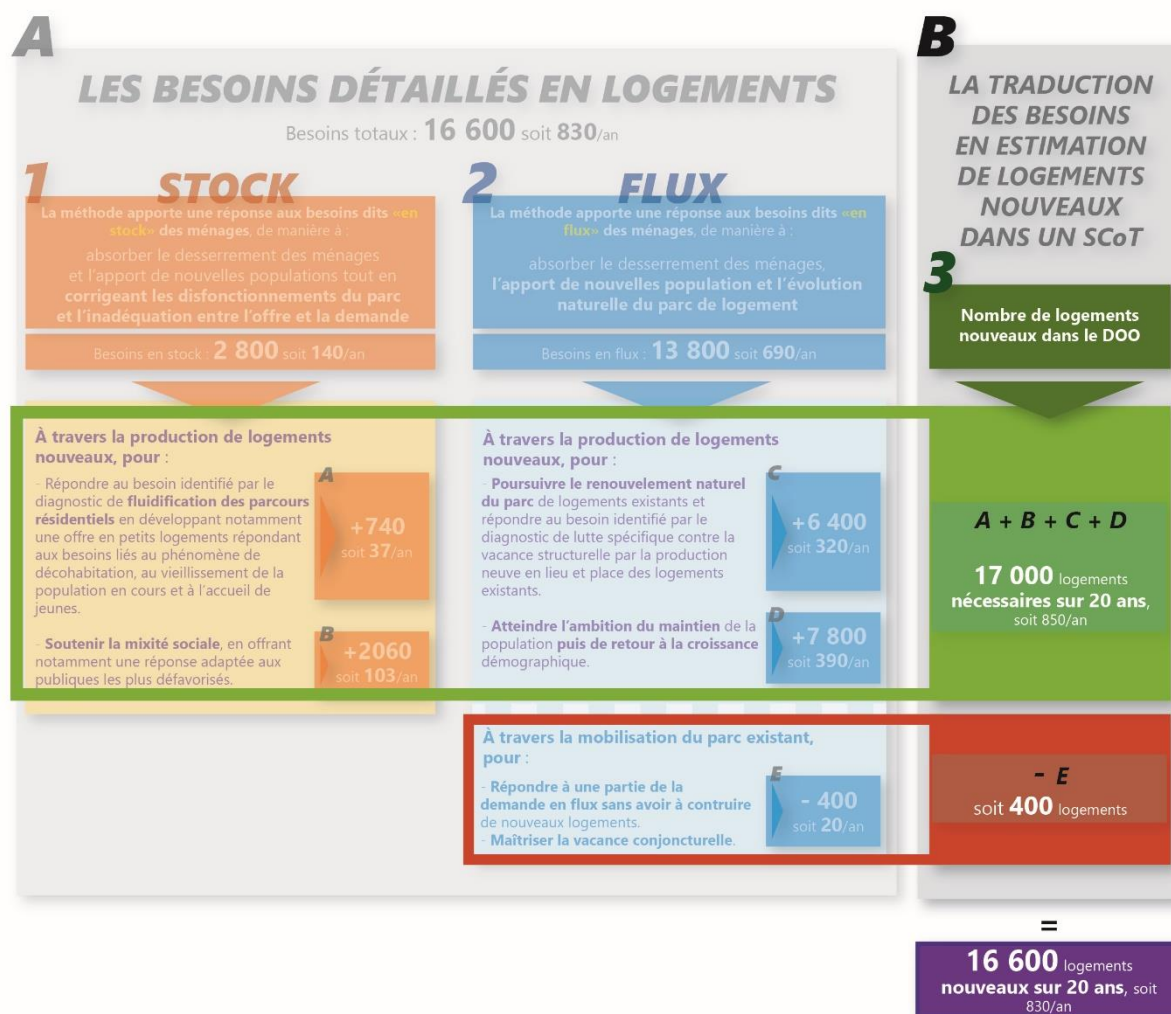 A
LES BESOINS DÉTAILLÉS EN LOGEMENTS
Besoins totaux : 16 600 soit 830/an
1 STOCK
La méthode apporte une réponse aux besoins dits «en
stock» des ménages, de manière à :
absorber le desserrement des ménages
et l'apport de nouvelles populations tout en
corrigeant les disfonctionnements du parc
et l'inadéquation entre l'offre et la demande
Besoins en stock : 2 800 soit 140/an
À travers la production de logements
nouveaux, pour :
- Répondre au besoin identifié par le
diagnostic de fluidification des parcours
résidentiels en développant notamment
une offre en petits logements répondant
aux besoins liés au phénomène de
décohabitation, au vieillissement de la
population en cours et à l'accueil de
jeunes.
A
+740
soit 37/an
- Soutenir la mixité sociale, en offrant
notamment une réponse adaptée aux
publiques les plus défavorisés.
B
+2060
soit 103/an
2 FLUX
La méthode apporte une réponse aux besoins dits «en
flux» des ménages, de manière à :
absorber le desserrement des ménages,
l'apport de nouvelles population et l'évolution
naturelle du parc de logement
Besoins en flux : 13 800 soit 690/an
À travers la production de logements
nouveaux, pour :
- Poursuivre le renouvelement naturel
du parc de logements existants et
répondre au besoin identifié par le
diagnostic de lutte spécifique contre la
vacance structurelle par la production
neuve en lieu et place des logements
existants.
C
+6 400
soit 320/an
- Atteindre l'ambition du maintien de la
population puis de retour à la croissance
démographique.
D
+7 800
soit 390/an
À travers la mobilisation du parc existant,
pour :
- Répondre à une partie de la
demande en flux sans avoir à contruire
de nouveaux logements.
- Maîtriser la vacance conjoncturelle.
E
- 400
soit 20/an
B
LA TRADUCTION
DES BESOINS
EN ESTIMATION
DE LOGEMENTS
NOUVEAUX
DANS UN SCoT
3
Nombre de logements
nouveaux dans le DOO
A + B + C + D
17 000 logements
nécessaires sur 20 ans,
soit 850/an
- E
soit 400 logements
=
16 600 logements
nouveaux sur 20 ans, soit
830/an